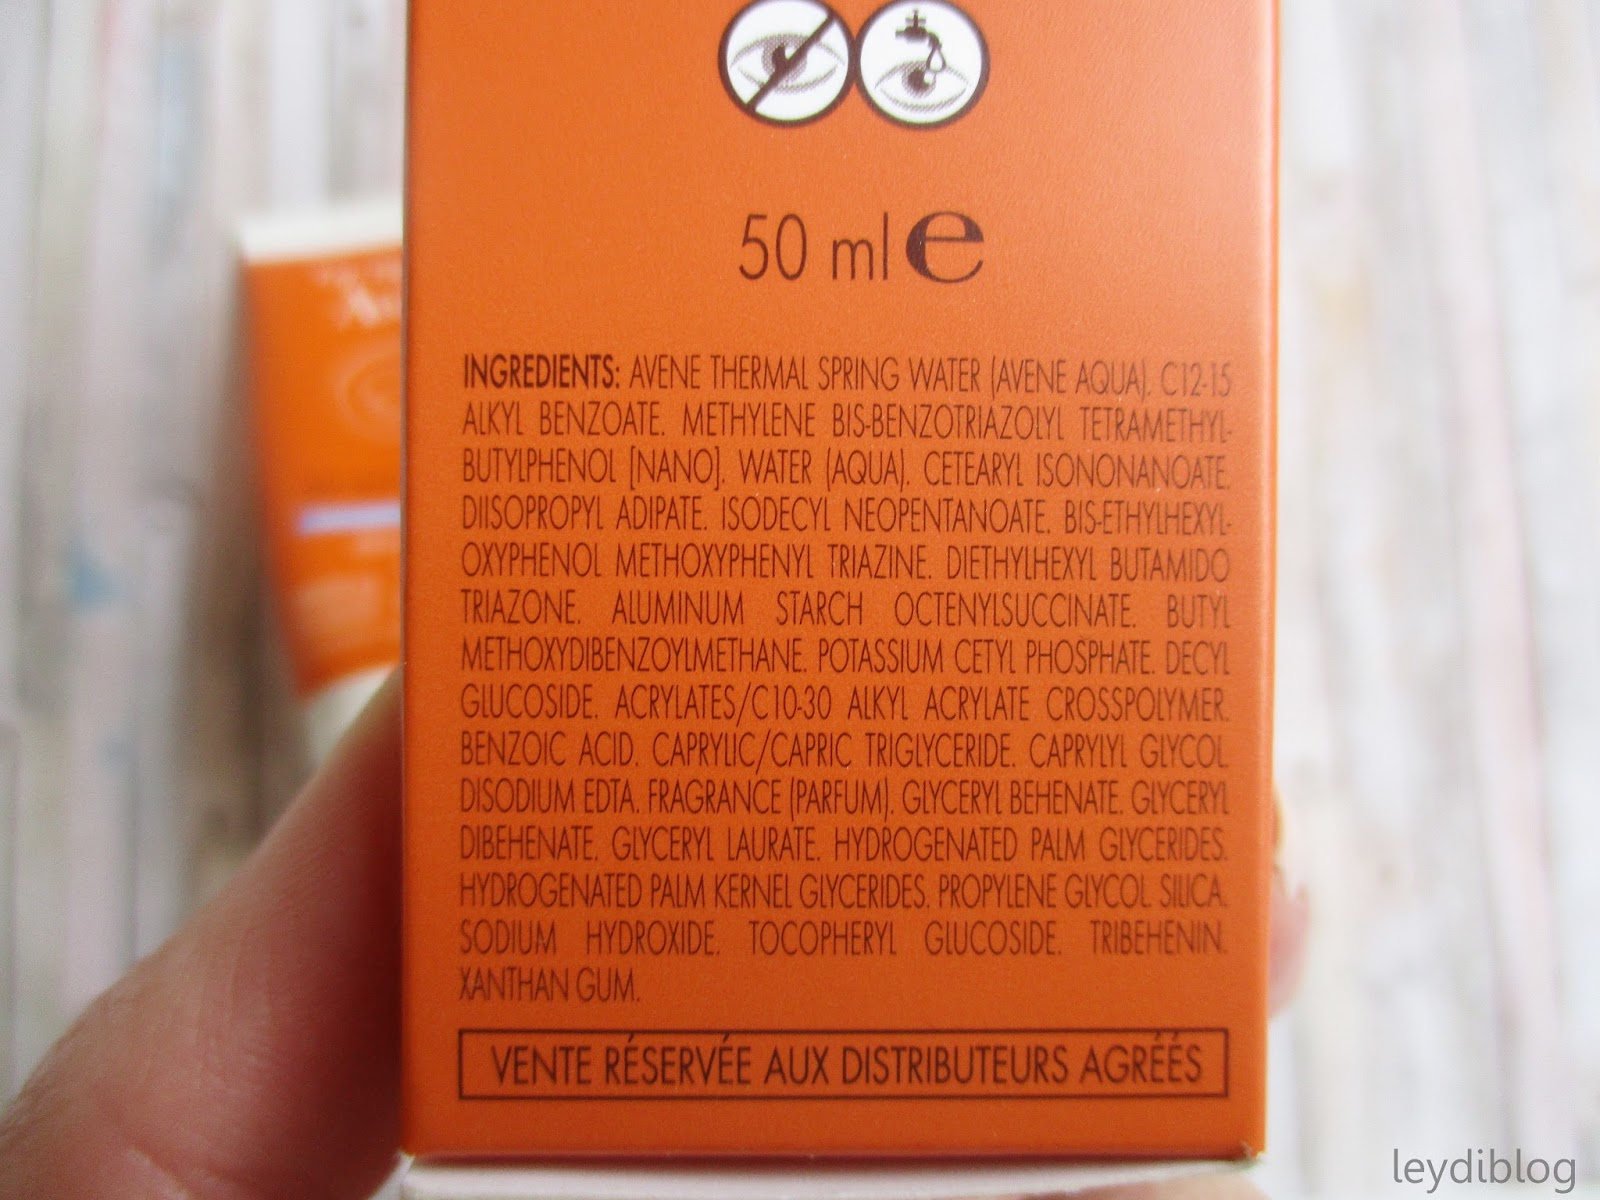 50 ml e
INGREDIENTS: AVENE THERMAL SPRING WATER (AVENE AQUA). C12-15
ALKYL BENZOATE. METHYLENE BIS-BENZOTRIAZOLYL TETRAMETHYL-
BUTYLPHENOL [NANO]. WATER (AQUA). CETEARYL ISONONANOATE.
DIISOPROPYL ADIPATE. ISODECYL NEOPENTANOATE. BIS-ETHYLHEXYL-
OXYPHENOL METHOXYPHENYL TRIAZINE. DIETHYLHEXYL BUTAMIDO
TRIAZONE. ALUMINUM STARCH OCTENYLSUCCINATE. BUTYL
METHOXYDIBENZOYLMETHANE. POTASSIUM CETYL PHOSPHATE. DECYL
GLUCOSIDE. ACRYLATES/C10-30 ALKYL ACRYLATE CROSSPOLYMER.
BENZOIC ACID. CAPRYLIC/CAPRIC TRIGLYCERIDE. CAPRYLYL GLYCOL.
DISODIUM EDTA. FRAGRANCE (PARFUM). GLYCERYL BEHENATE. GLYCERYL
DIBEHENATE. GLYCERYL LAURATE. HYDROGENATED PALM GLYCERIDES.
HYDROGENATED PALM KERNEL GLYCERIDES. PROPYLENE GLYCOL. SILICA.
SODIUM HYDROXIDE. TOCOPHERYL GLUCOSIDE. TRIBEHENIN.
XANTHAN GUM.
VENTE RÉSERVÉE AUX DISTRIBUTEURS AGRÉÉS
leydiblog